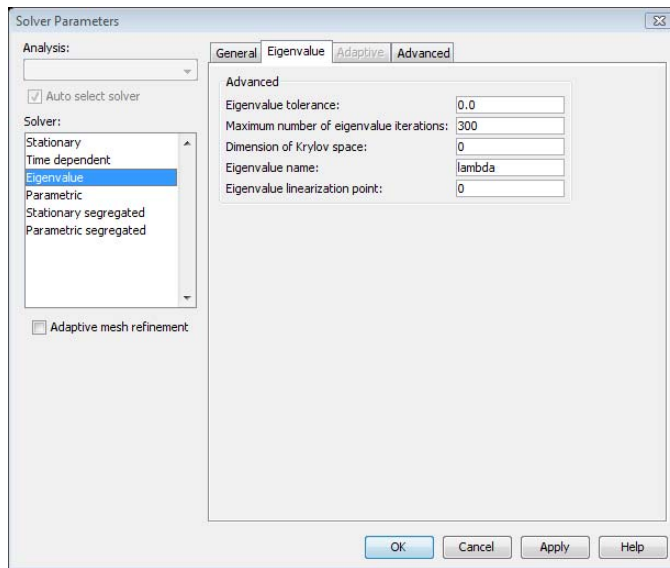 Solver Parameters
Analysis:
Auto select solver
Solver:
Stationary
Time dependent
Eigenvalue
Parametric
Stationary segregated
Parametric segregated
Adaptive mesh refinement
General Eigenvalue Adaptive Advanced
Advanced
Eigenvalue tolerance: 0.0
Maximum number of eigenvalue iterations: 300
Dimension of Krylov space: 0
Eigenvalue name: lambda
Eigenvalue linearization point: 0
OK Cancel Apply Help